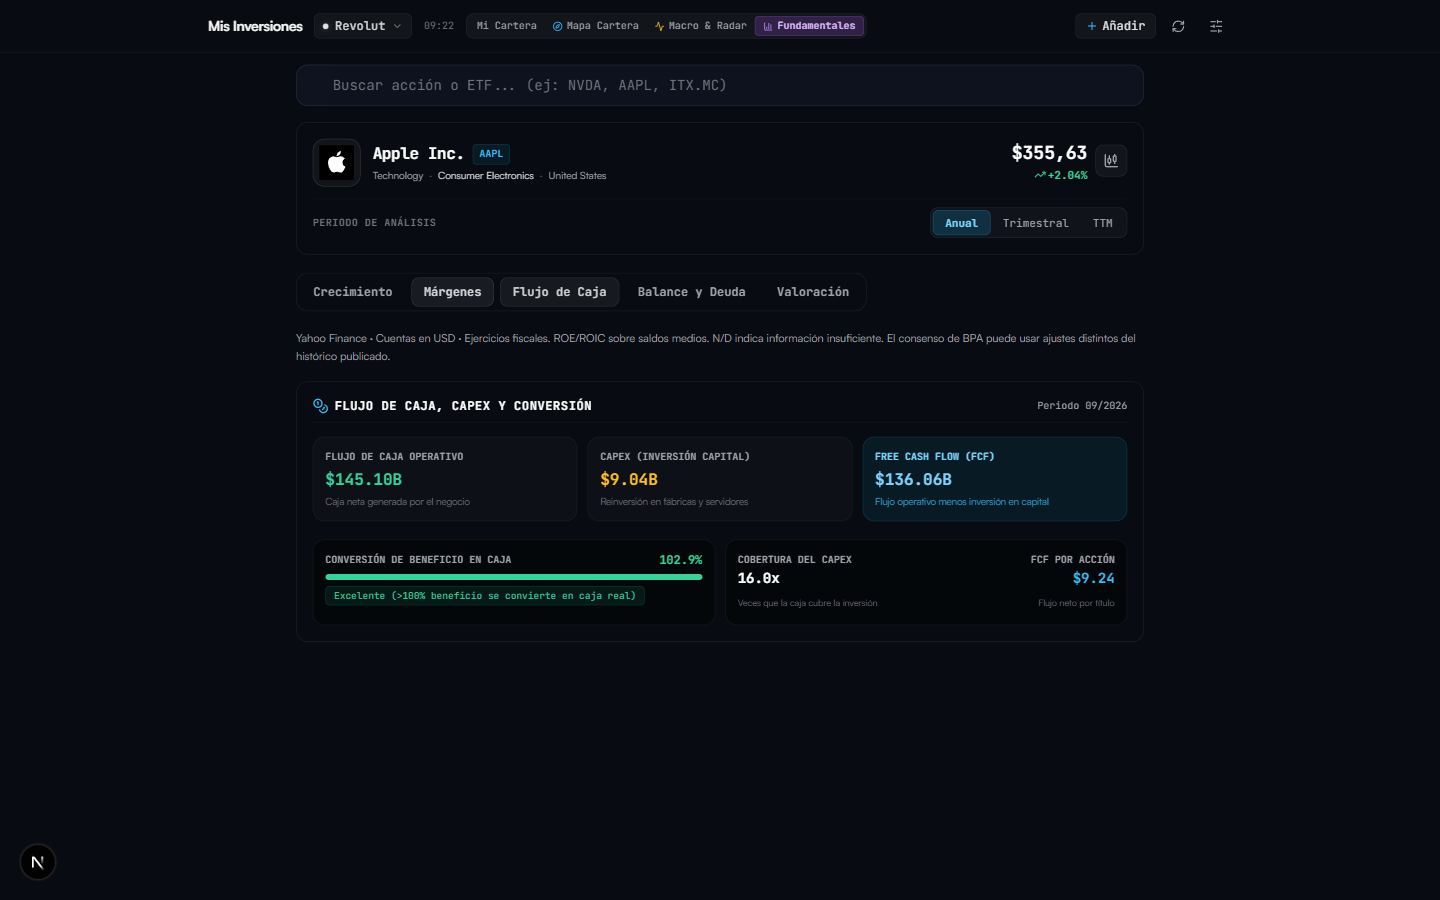 Mis Inversiones
Revolut
09:22
Mi Cartera
Mapa Cartera
Macro & Radar
Fundamentales
+ Añadir
Buscar acción o ETF... (ej: NVDA, AAPL, ITX.MC)
Apple Inc. AAPL
Technology · Consumer Electronics · United States
$355,63
+2.04%
PERIODO DE ANÁLISIS
Anual Trimestral TTM
Crecimiento Márgenes Flujo de Caja Balance y Deuda Valoración
Yahoo Finance · Cuentas en USD · Ejercicios fiscales. ROE/ROIC sobre saldos medios. N/D indica información insuficiente. El consenso de BPA puede usar ajustes distintos del
histórico publicado.
FLUJO DE CAJA, CAPEX Y CONVERSIÓN
Periodo 09/2026
FLUJO DE CAJA OPERATIVO
$145.10B
Caja neta generada por el negocio
CAPEX (INVERSIÓN CAPITAL)
$9.04B
Reinversión en fábricas y servidores
FREE CASH FLOW (FCF)
$136.06B
Flujo operativo menos inversión en capital
CONVERSIÓN DE BENEFICIO EN CAJA 102.9%
Excelente (>100% beneficio se convierte en caja real)
COBERTURA DEL CAPEX
16.0x
Veces que la caja cubre la inversión
FCF POR ACCIÓN
$9.24
Flujo neto por título
N